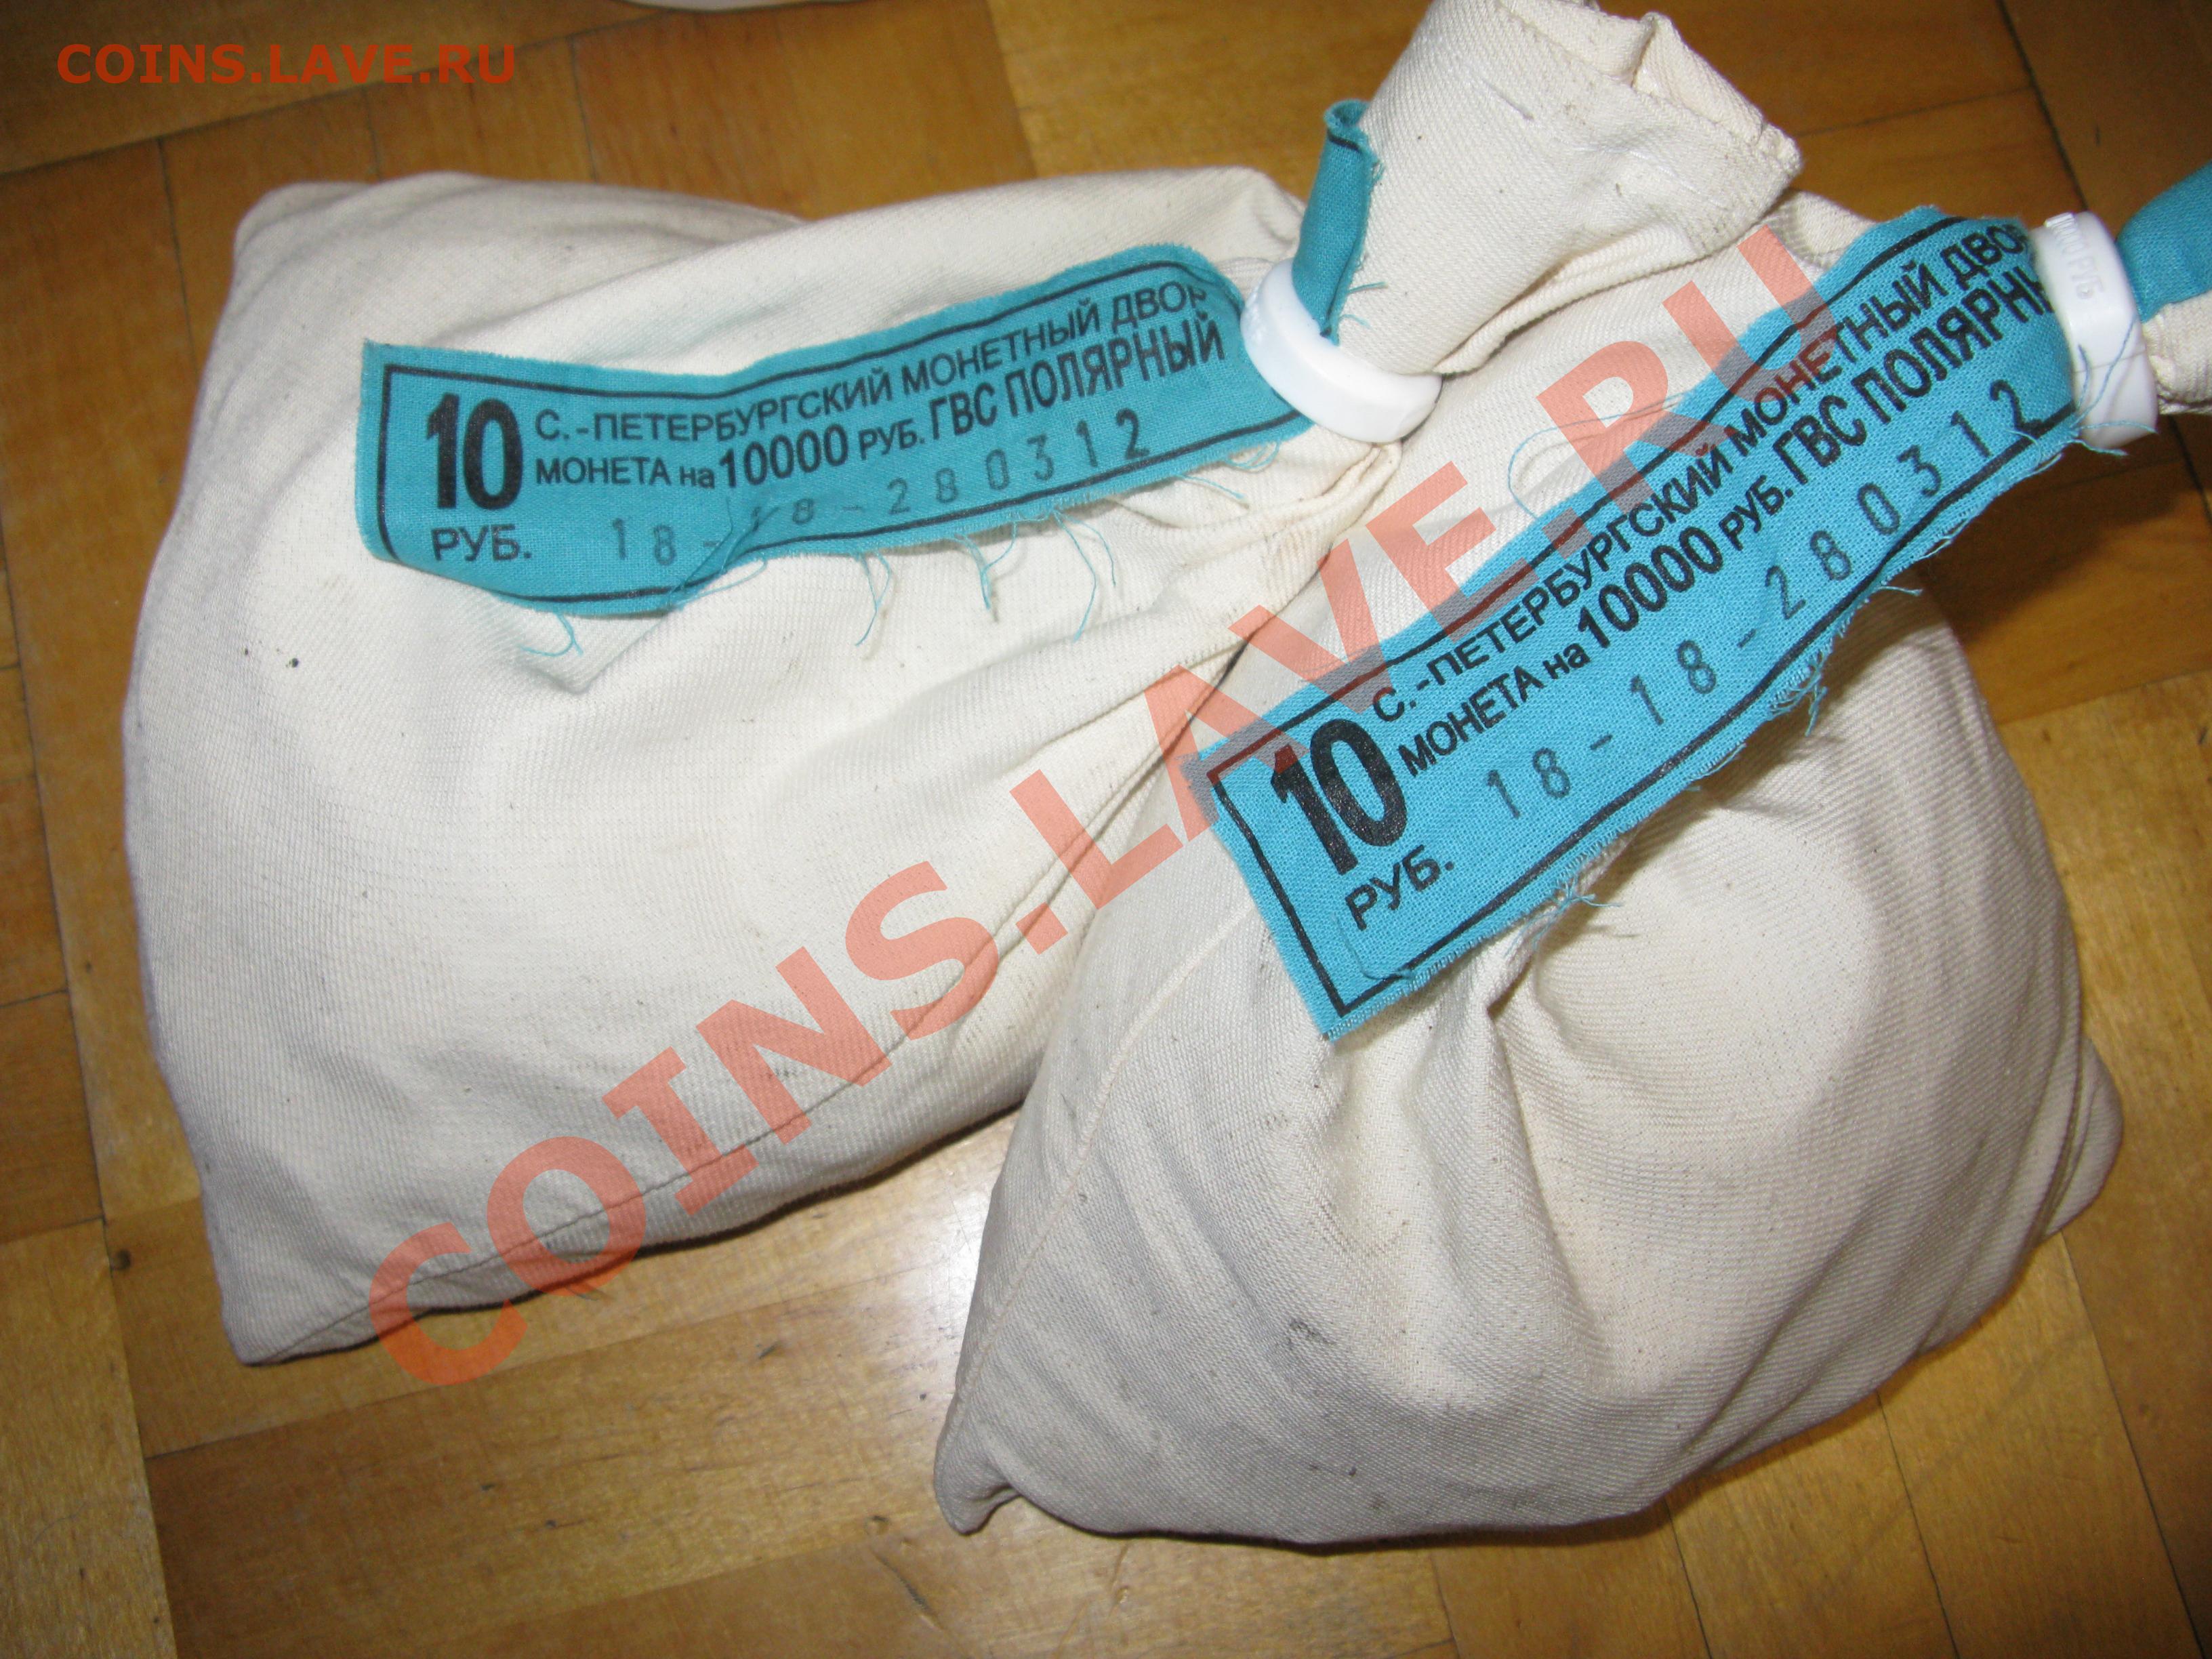 COINS.LAVE.RU
10
РУБ.
С.-ПЕТЕРБУРГСКИЙ МОНЕТНЫЙ ДВОР
МОНЕТА на 10000 РУБ. ГВС ПОЛЯРНЫЙ
18-18-280312
10
РУБ.
С.-ПЕТЕРБУРГСКИЙ МОНЕТНЫЙ ДВОР
МОНЕТА на 10000 РУБ. ГВС ПОЛЯРНЫ
18-18-280312
РУБ
COINS.LAVE.RU